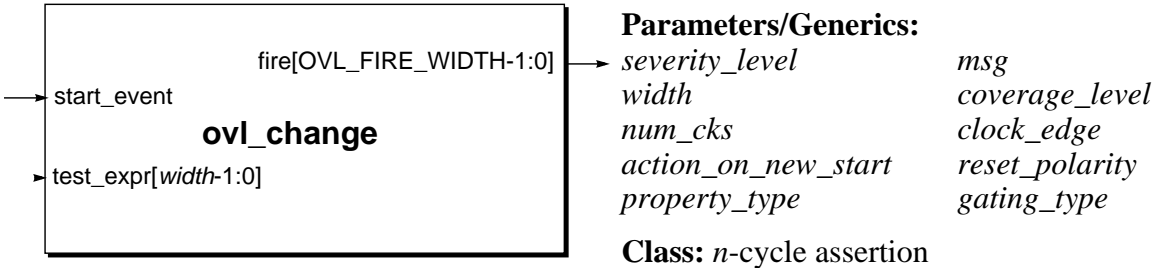 fire[OVL_FIRE_WIDTH-1:0]
start_event
ovl_change
test_expr[width-1:0]
Parameters/Generics:
severity_level msg
width coverage_level
num_cks clock_edge
action_on_new_start reset_polarity
property_type gating_type
Class: n-cycle assertion